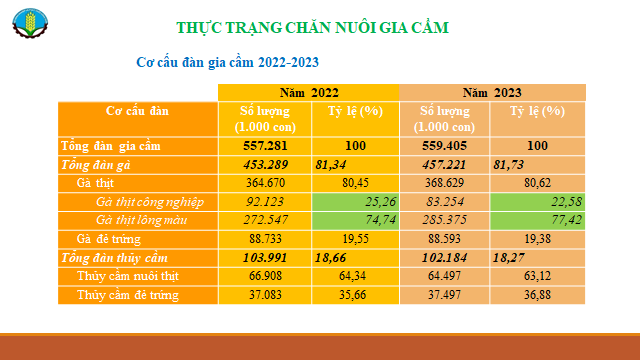 THỰC TRẠNG CHĂN NUÔI GIA CẦM
Cơ cấu đàn gia cầm 2022-2023
Năm 2022 Năm 2023
Cơ cấu đàn Số lượng (1.000 con) Tỷ lệ (%) Số lượng (1.000 con) Tỷ lệ (%)
Tổng đàn gia cầm 557.281 100 559.405 100
Tổng đàn gà 453.289 81,34 457.221 81,73
Gà thịt 364.670 80,45 368.629 80,62
Gà thịt công nghiệp 92.123 25,26 83.254 22,58
Gà thịt lông màu 272.547 74,74 285.375 77,42
Gà đẻ trứng 88.733 19,55 88.593 19,38
Tổng đàn thủy cầm 103.991 18,66 102.184 18,27
Thủy cầm nuôi thịt 66.908 64,34 64.497 63,12
Thủy cầm đẻ trứng 37.083 35,66 37.497 36,88